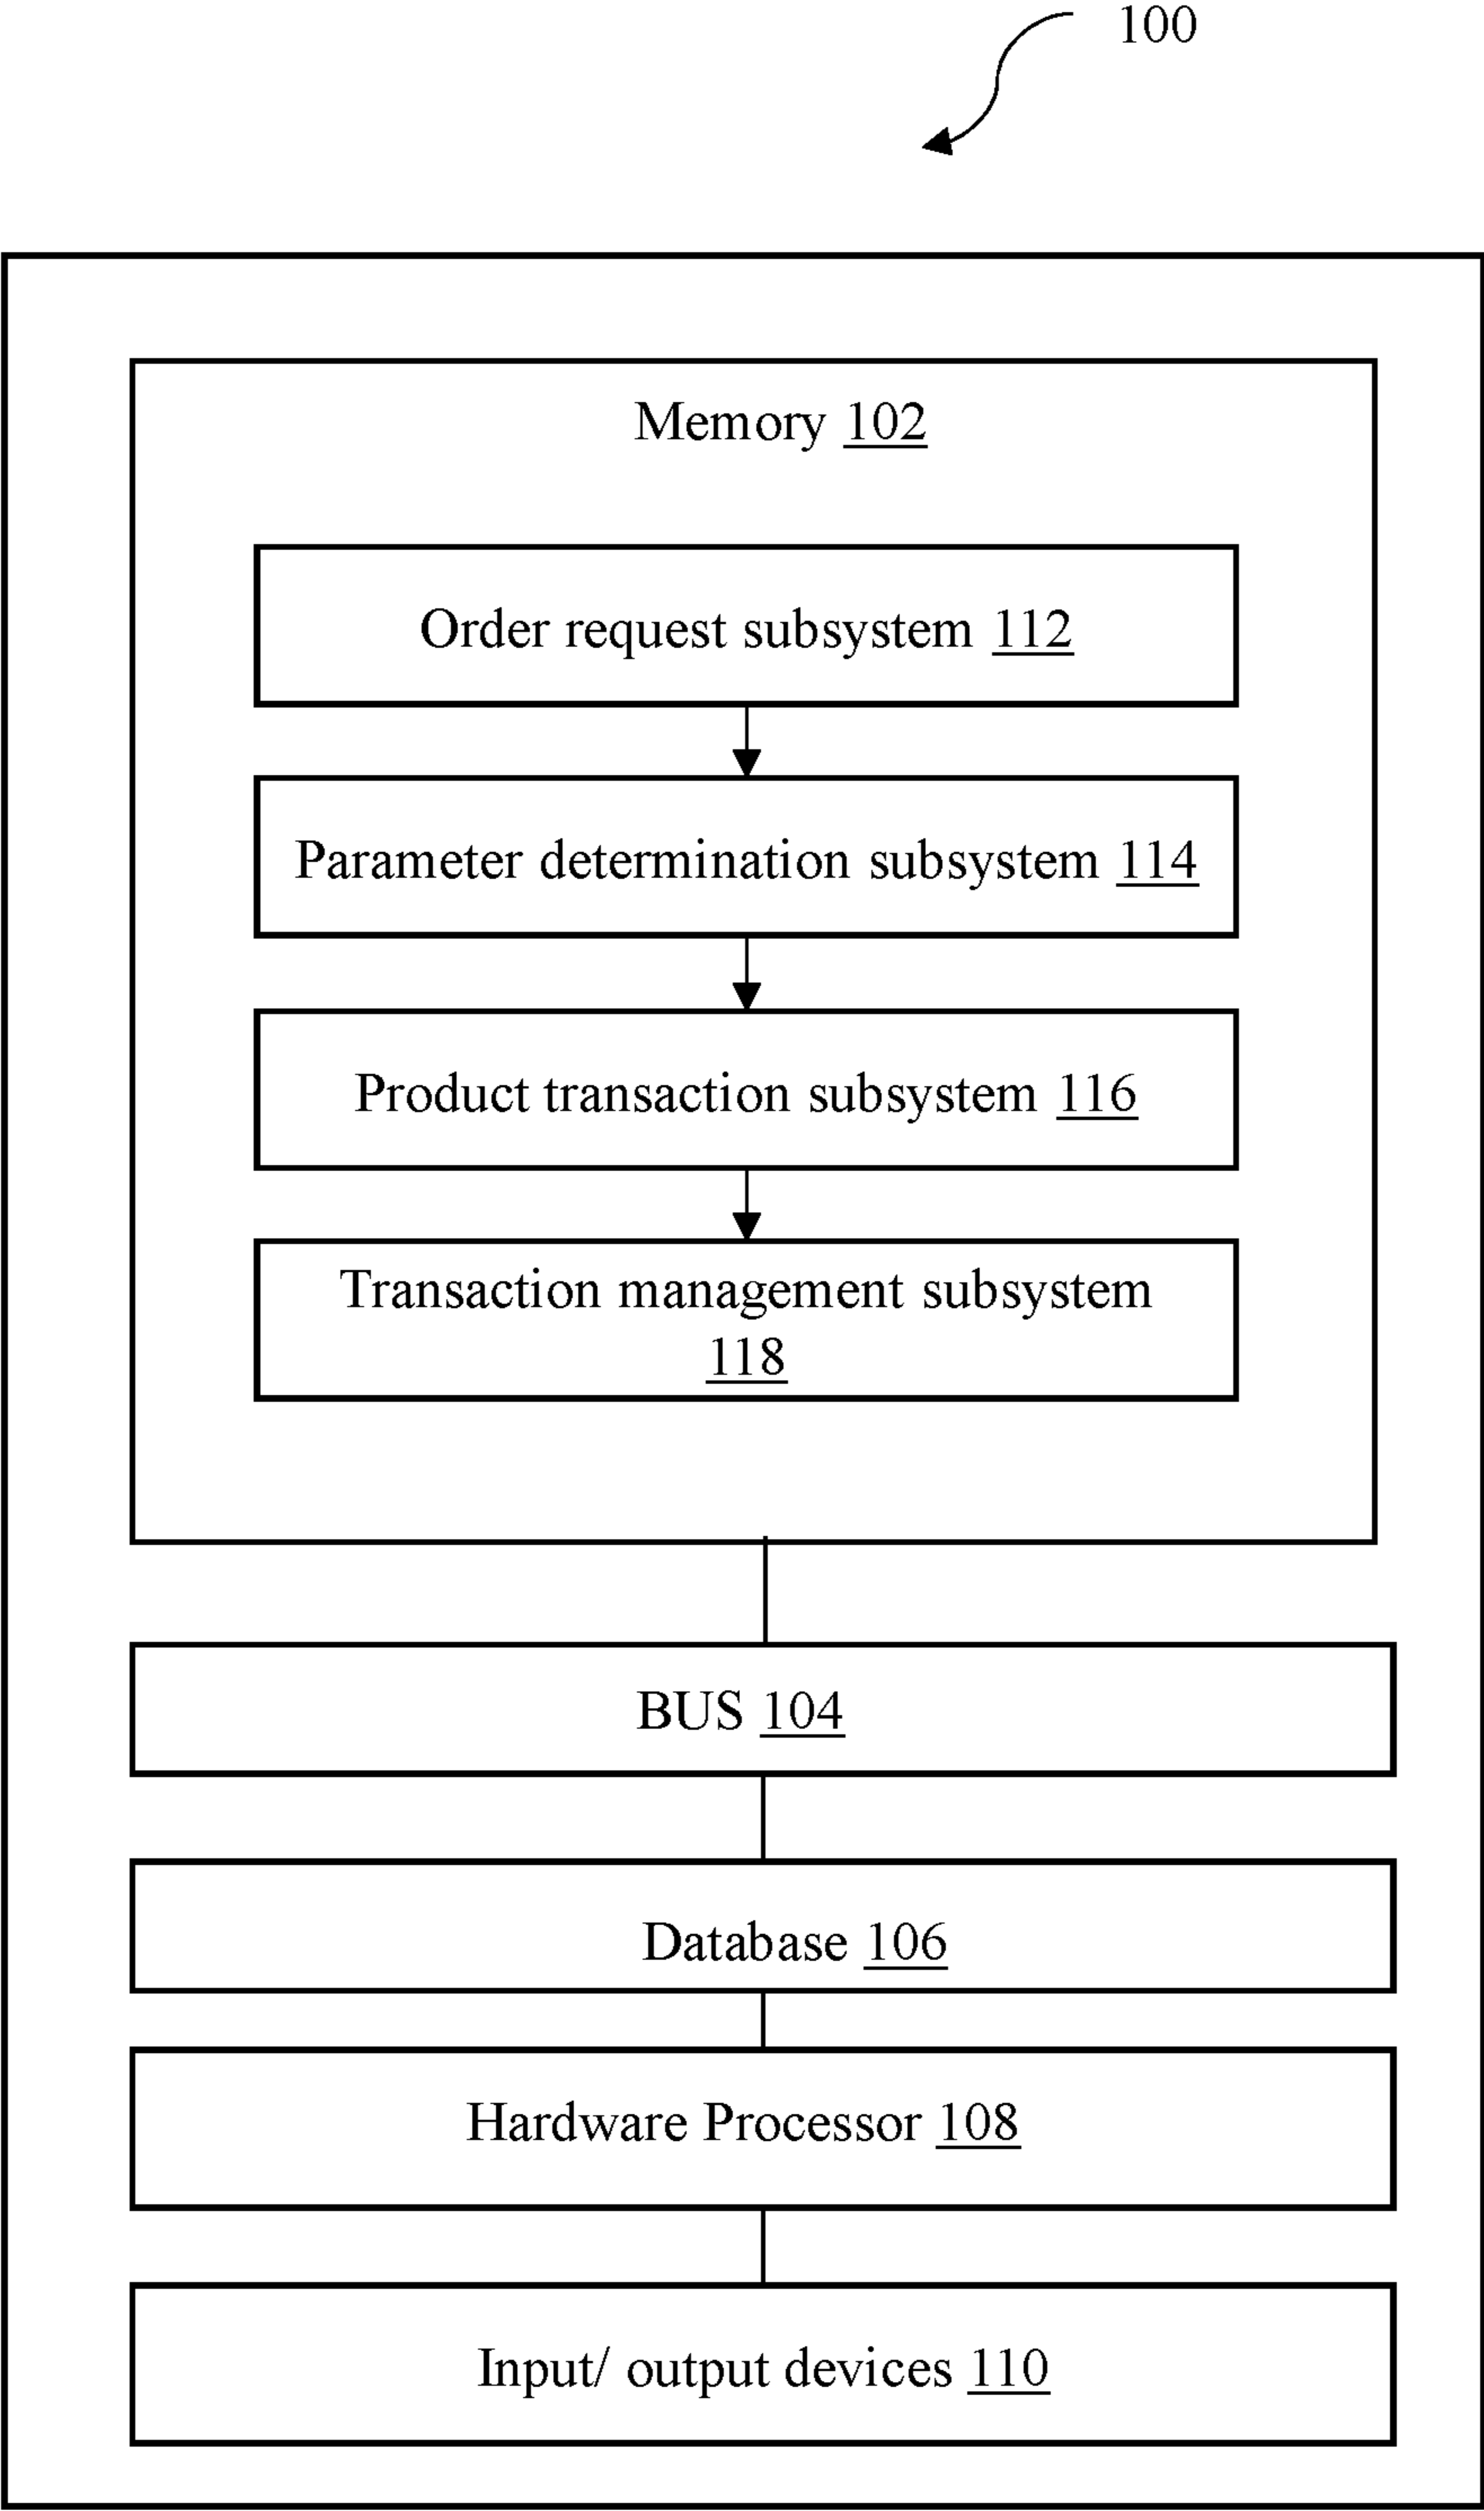 100
Memory 102
Order request subsystem 112
Parameter determination subsystem 114
Product transaction subsystem 116
Transaction management subsystem
118
BUS 104
Database 106
Hardware Processor 108
Input/ output devices 110